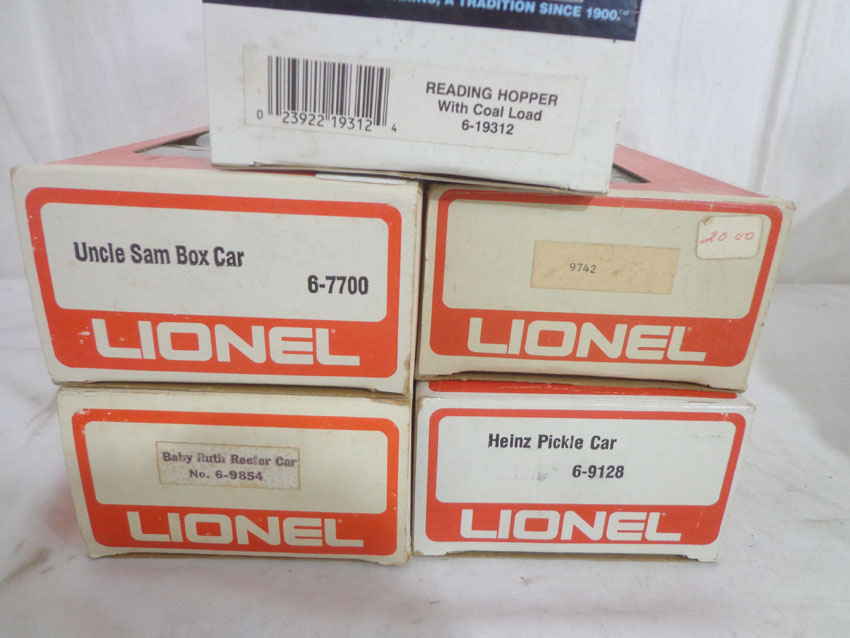 A TRADITION SINCE 1900."
READING HOPPER
With Coal Load
6-19312
0 23922 19312 4
Uncle Sam Box Car
6-7700
LIONEL
20.00
9742
LIONEL
Baby Ruth Reefer Car
No. 6-9854
LIONEL
Heinz Pickle Car
6-9128
LIONEL